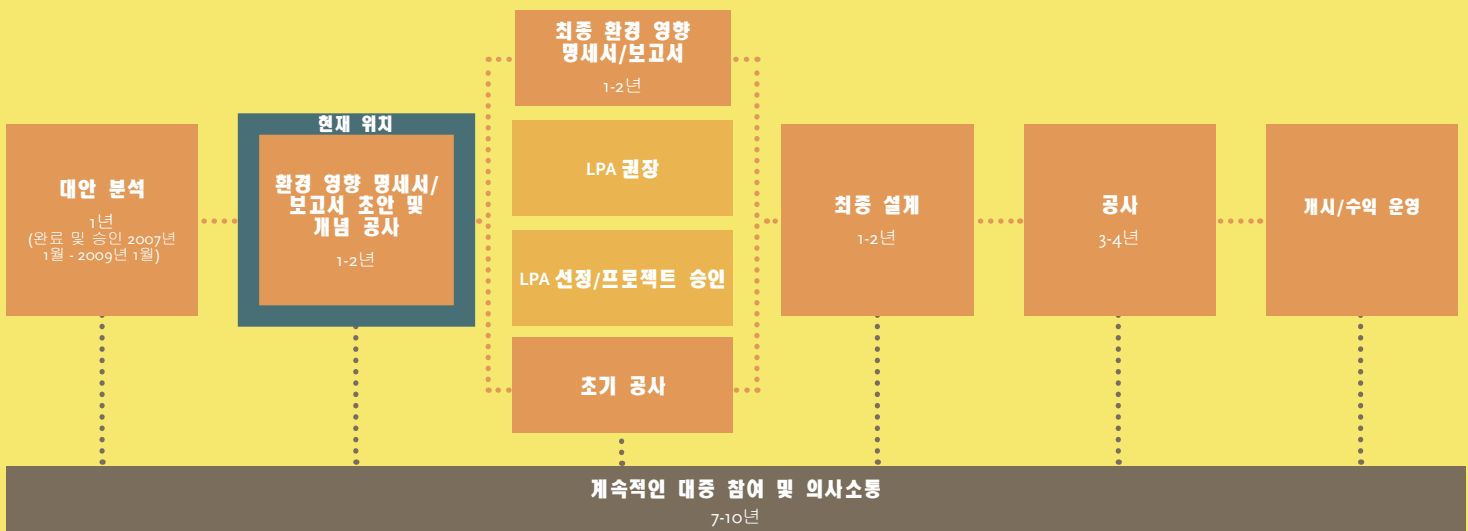 대안 분석
1년
(완료 및 승인 2007년
1월 - 2009년 1월)
현재 위치
환경 영향 명세서/
보고서 초안 및
개념 공사
1-2년
최종 환경 영향
명세서/보고서
1-2년
LPA 권장
LPA 선정/프로젝트 승인
초기 공사
최종 설계
1-2년
공사
3-4년
개시/수익 운영
계속적인 대중 참여 및 의사소통
7-10년